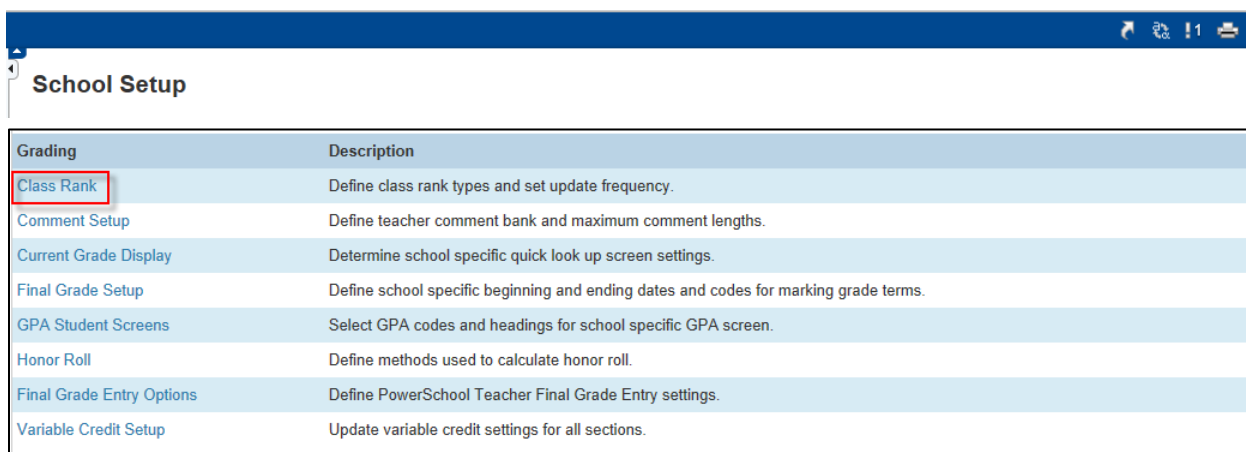 !1
School Setup
Grading Description
Class Rank Define class rank types and set update frequency.
Comment Setup Define teacher comment bank and maximum comment lengths.
Current Grade Display Determine school specific quick look up screen settings.
Final Grade Setup Define school specific beginning and ending dates and codes for marking grade terms.
GPA Student Screens Select GPA codes and headings for school specific GPA screen.
Honor Roll Define methods used to calculate honor roll.
Final Grade Entry Options Define PowerSchool Teacher Final Grade Entry settings.
Variable Credit Setup Update variable credit settings for all sections.